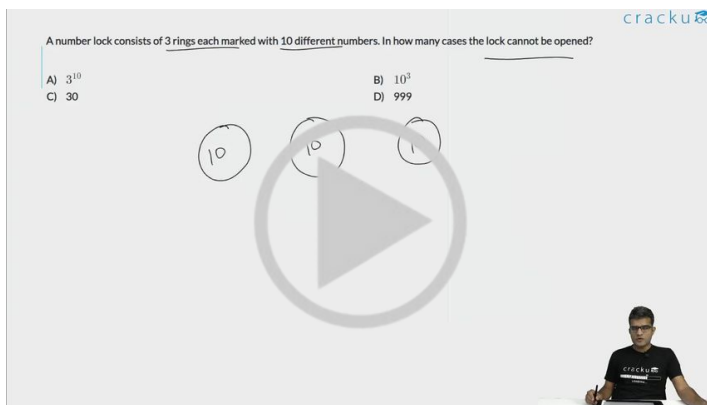 cracku
A number lock consists of 3 rings each marked with 10 different numbers. In how many cases the lock cannot be opened?
A) 3^10 B) 10^3
C) 30 D) 999
10 10 1
cracku